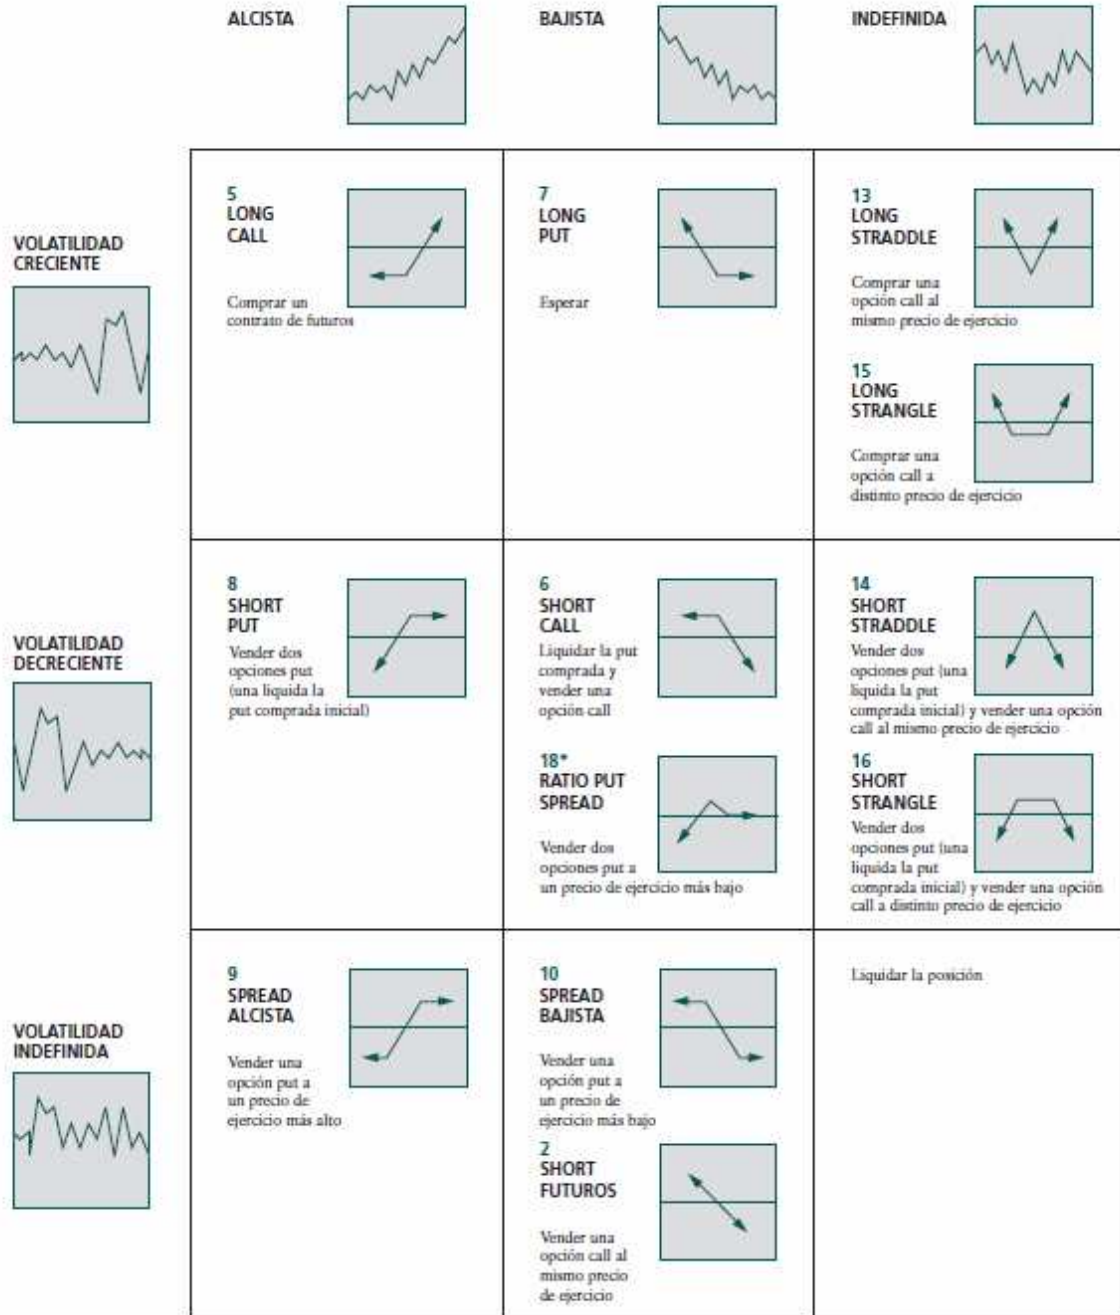 ALCISTA
BAJISTA
INDEFINIDA
VOLATILIDAD
CRECIENTE
5
LONG
CALL
Comprar un
contrato de futuros
7
LONG
PUT
Esperar
13
LONG
STRADDLE
Comprar una
opción call al
mismo precio de ejercicio
15
LONG
STRANGLE
Comprar una
opción call a
distinto precio de ejercicio
VOLATILIDAD
DECRECIENTE
8
SHORT
PUT
Vender dos
opciones put
(una liquida la
put comprada inicial)
6
SHORT
CALL
Liquidar la put
comprada y
vender una
opción call
18*
RATIO PUT
SPREAD
Vender dos
opciones put a
un precio de ejercicio más bajo
14
SHORT
STRADDLE
Vender dos
opciones put (una
liquida la put
comprada inicial) y vender una opción
call al mismo precio de ejercicio
16
SHORT
STRANGLE
Vender dos
opciones put (una
liquida la put
comprada inicial) y vender una opción
call a distinto precio de ejercicio
VOLATILIDAD
INDEFINIDA
9
SPREAD
ALCISTA
Vender una
opción put a
un precio de
ejercicio más alto
10
SPREAD
BAJISTA
Vender una
opción put a
un precio de
ejercicio más bajo
2
SHORT
FUTUROS
Vender una
opción call al
mismo precio
de ejercicio
Liquidar la posición